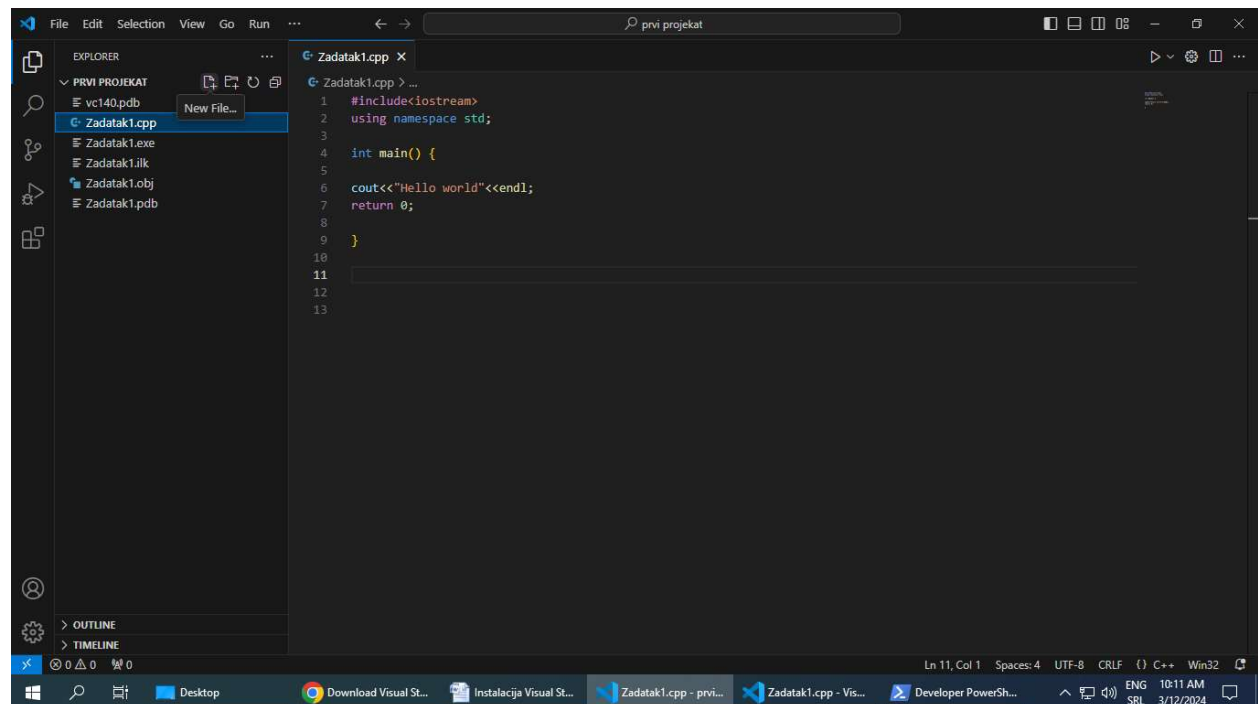 File Edit Selection View Go Run ··· ← → prvi projekat
EXPLORER ···
PRVI PROJEKAT
New File...
vc140.pdb
Zadatak1.cpp
Zadatak1.exe
Zadatak1.ilk
Zadatak1.obj
Zadatak1.pdb
OUTLINE
TIMELINE
Zadatak1.cpp
Zadatak1.cpp > ...
1 #include<iostream>
2 using namespace std;
3
4 int main() {
5
6 cout<<"Hello world"<<endl;
7 return 0;
8
9 }
10
11
12
13
0 0 0 Ln 11, Col 1 Spaces: 4 UTF-8 CRLF {} C++ Win32
Desktop Download Visual St... Instalacija Visual St... Zadatak1.cpp - prvi... Zadatak1.cpp - Vis... Developer PowerSh... ENG 10:11 AM
SRL 3/12/2024